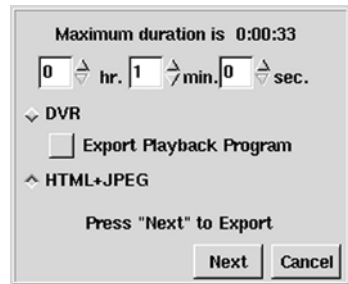 Maximum duration is 0:00:33
0 hr. 1 min. 0 sec.
DVR
Export Playback Program
HTML+JPEG
Press "Next" to Export
Next Cancel